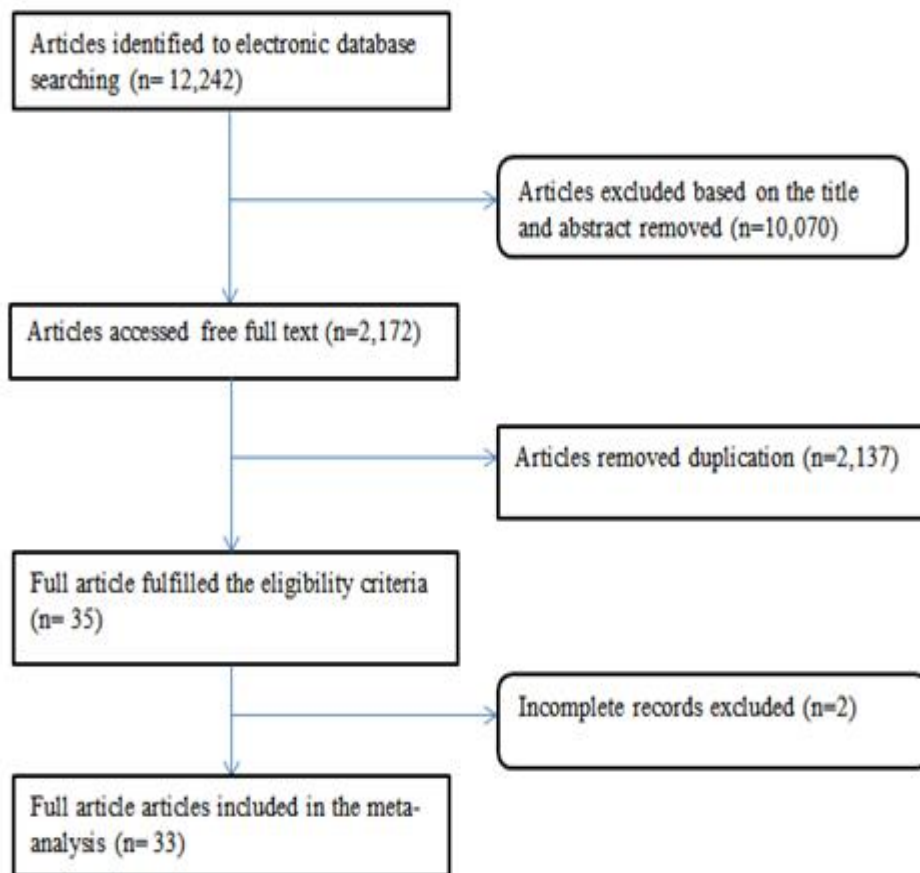 Articles identified to electronic database
searching (n= 12,242)
Articles excluded based on the title
and abstract removed (n=10,070)
Articles accessed free full text (n=2,172)
Articles removed duplication (n=2,137)
Full article fulfilled the eligibility criteria
(n= 35)
Incomplete records excluded (n=2)
Full article articles included in the meta-
analysis (n= 33)